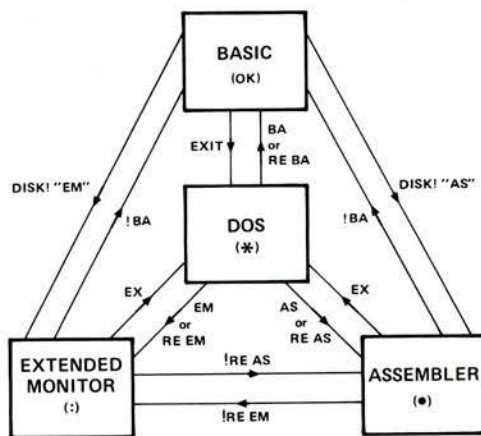 BASIC
(OK)
EXIT
BA
or
RE BA
DISK! "EM"
!BA
DOS
(*)
!BA
DISK! "AS"
EX
EM
or
RE EM
AS
or
RE AS
EX
EXTENDED
MONITOR
(:)
!RE AS
!RE EM
ASSEMBLER
(●)